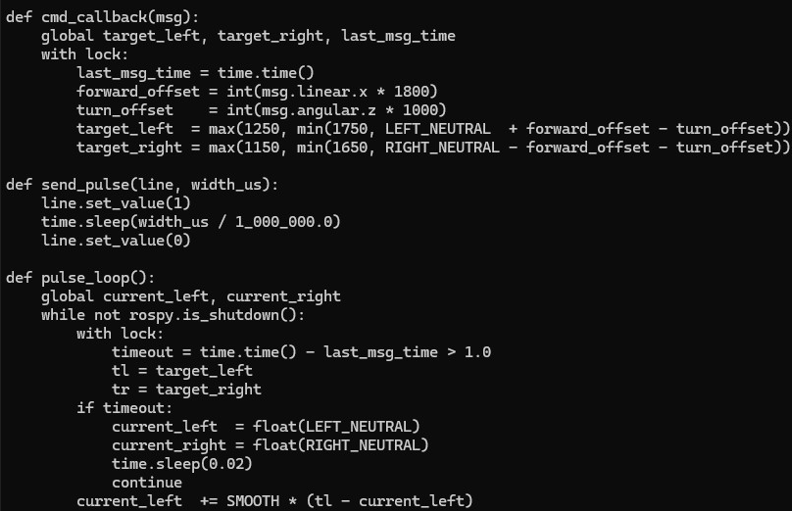 def cmd_callback(msg):
    global target_left, target_right, last_msg_time
    with lock:
        last_msg_time = time.time()
        forward_offset = int(msg.linear.x * 1800)
        turn_offset    = int(msg.angular.z * 1000)
        target_left  = max(1250, min(1750, LEFT_NEUTRAL  + forward_offset - turn_offset))
        target_right = max(1150, min(1650, RIGHT_NEUTRAL - forward_offset - turn_offset))

def send_pulse(line, width_us):
    line.set_value(1)
    time.sleep(width_us / 1_000_000.0)
    line.set_value(0)

def pulse_loop():
    global current_left, current_right
    while not rospy.is_shutdown():
        with lock:
            timeout = time.time() - last_msg_time > 1.0
            tl = target_left
            tr = target_right
        if timeout:
            current_left  = float(LEFT_NEUTRAL)
            current_right = float(RIGHT_NEUTRAL)
            time.sleep(0.02)
            continue
        current_left  += SMOOTH * (tl - current_left)